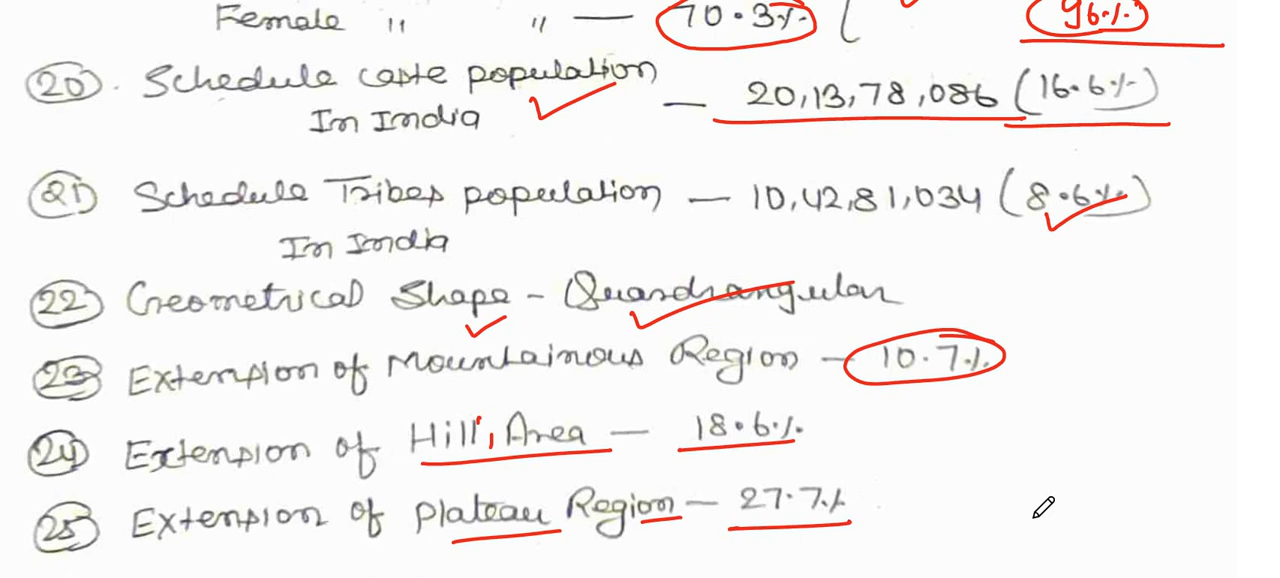 Female " " — 70.3% ( 96%
20. Schedule caste population — 20,13,78,086 (16.6%)
In India
21 Schedule Tribes population — 10,42,81,034 (8.6%)
In India
22 Geometrical Shape - Quardrangular
23 Extension of Mountainous Region — 10.7%
24 Extension of Hill, Area — 18.6%
25 Extension of plateau Region — 27.7%